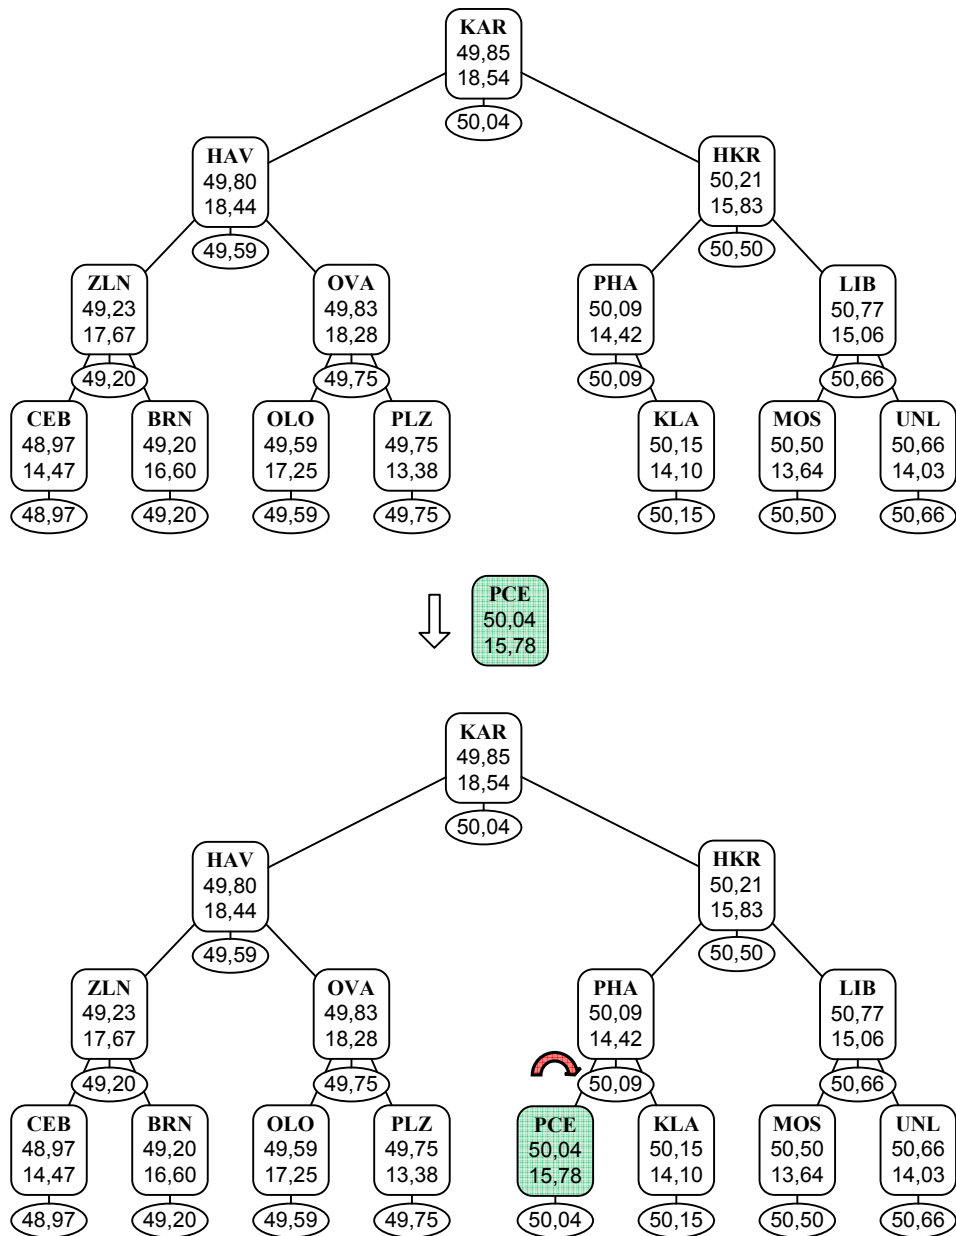 KAR
49,85
18,54
50,04
HAV
49,80
18,44
49,59
HKR
50,21
15,83
50,50
ZLN
49,23
17,67
49,20
OVA
49,83
18,28
49,75
PHA
50,09
14,42
50,09
LIB
50,77
15,06
50,66
CEB
48,97
14,47
48,97
BRN
49,20
16,60
49,20
OLO
49,59
17,25
49,59
PLZ
49,75
13,38
49,75
KLA
50,15
14,10
50,15
MOS
50,50
13,64
50,50
UNL
50,66
14,03
50,66
PCE
50,04
15,78
KAR
49,85
18,54
50,04
HAV
49,80
18,44
49,59
HKR
50,21
15,83
50,50
ZLN
49,23
17,67
49,20
OVA
49,83
18,28
49,75
PHA
50,09
14,42
50,09
LIB
50,77
15,06
50,66
CEB
48,97
14,47
48,97
BRN
49,20
16,60
49,20
OLO
49,59
17,25
49,59
PLZ
49,75
13,38
49,75
PCE
50,04
15,78
50,04
KLA
50,15
14,10
50,15
MOS
50,50
13,64
50,50
UNL
50,66
14,03
50,66